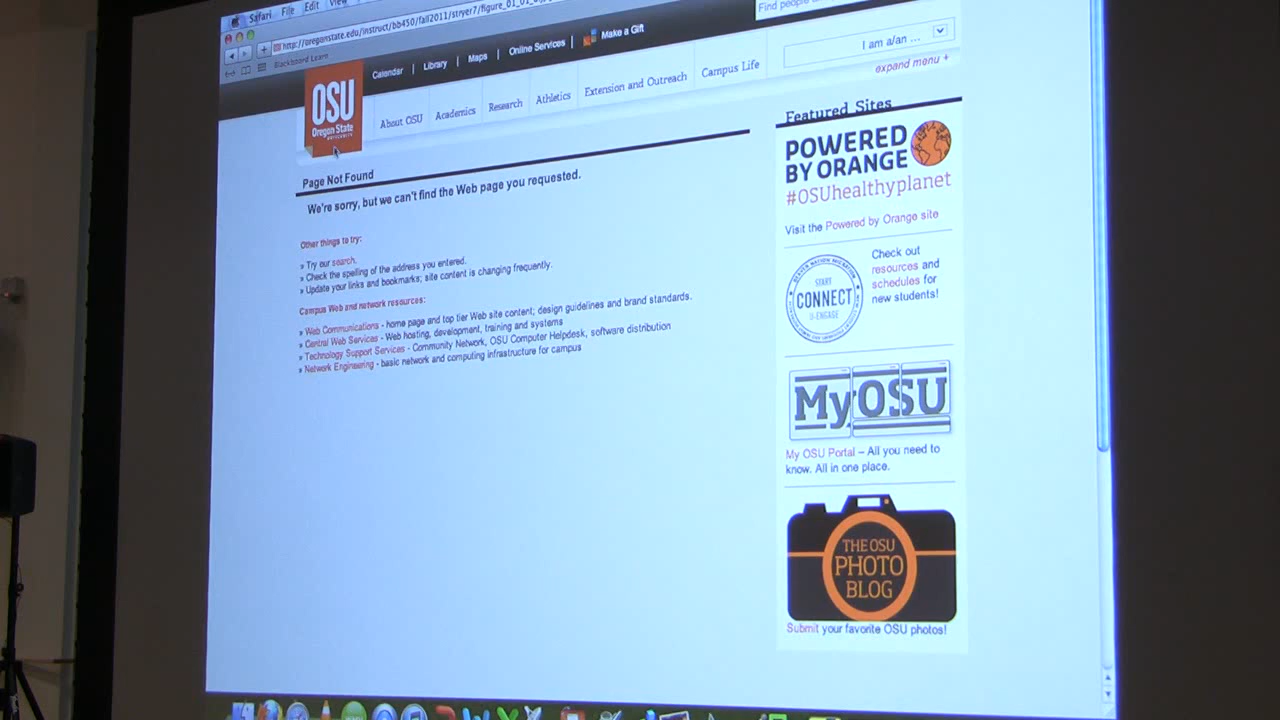 Safari File Edit View
http://oregonstate.edu/instruct/bb450/fall2011/stryer7/figure_01_01
Blackboard Learn
Find people
Calendar | Library | Maps | Online Services | Make a Gift
I am a/an ...
expand menu +
OSU
Oregon State
UNIVERSITY
About OSU Academics Research Athletics Extension and Outreach Campus Life
Page Not Found
We're sorry, but we can't find the Web page you requested.
Other things to try:
» Try our search.
» Check the spelling of the address you entered.
» Update your links and bookmarks; site content is changing frequently.
Campus Web and network resources:
» Web Communications - home page and top tier Web site content; design guidelines and brand standards.
» Central Web Services - Web hosting, development, training and systems
» Technology Support Services - Community Network, OSU Computer Helpdesk, software distribution
» Network Engineering - basic network and computing infrastructure for campus
Featured Sites
POWERED
BY ORANGE
#OSUhealthyplanet
Visit the Powered by Orange site
START
CONNECT
U-ENGAGE
Check out
resources and
schedules for
new students!
MyOSU
My OSU Portal – All you need to
know. All in one place.
THE OSU
PHOTO
BLOG
Submit your favorite OSU photos!